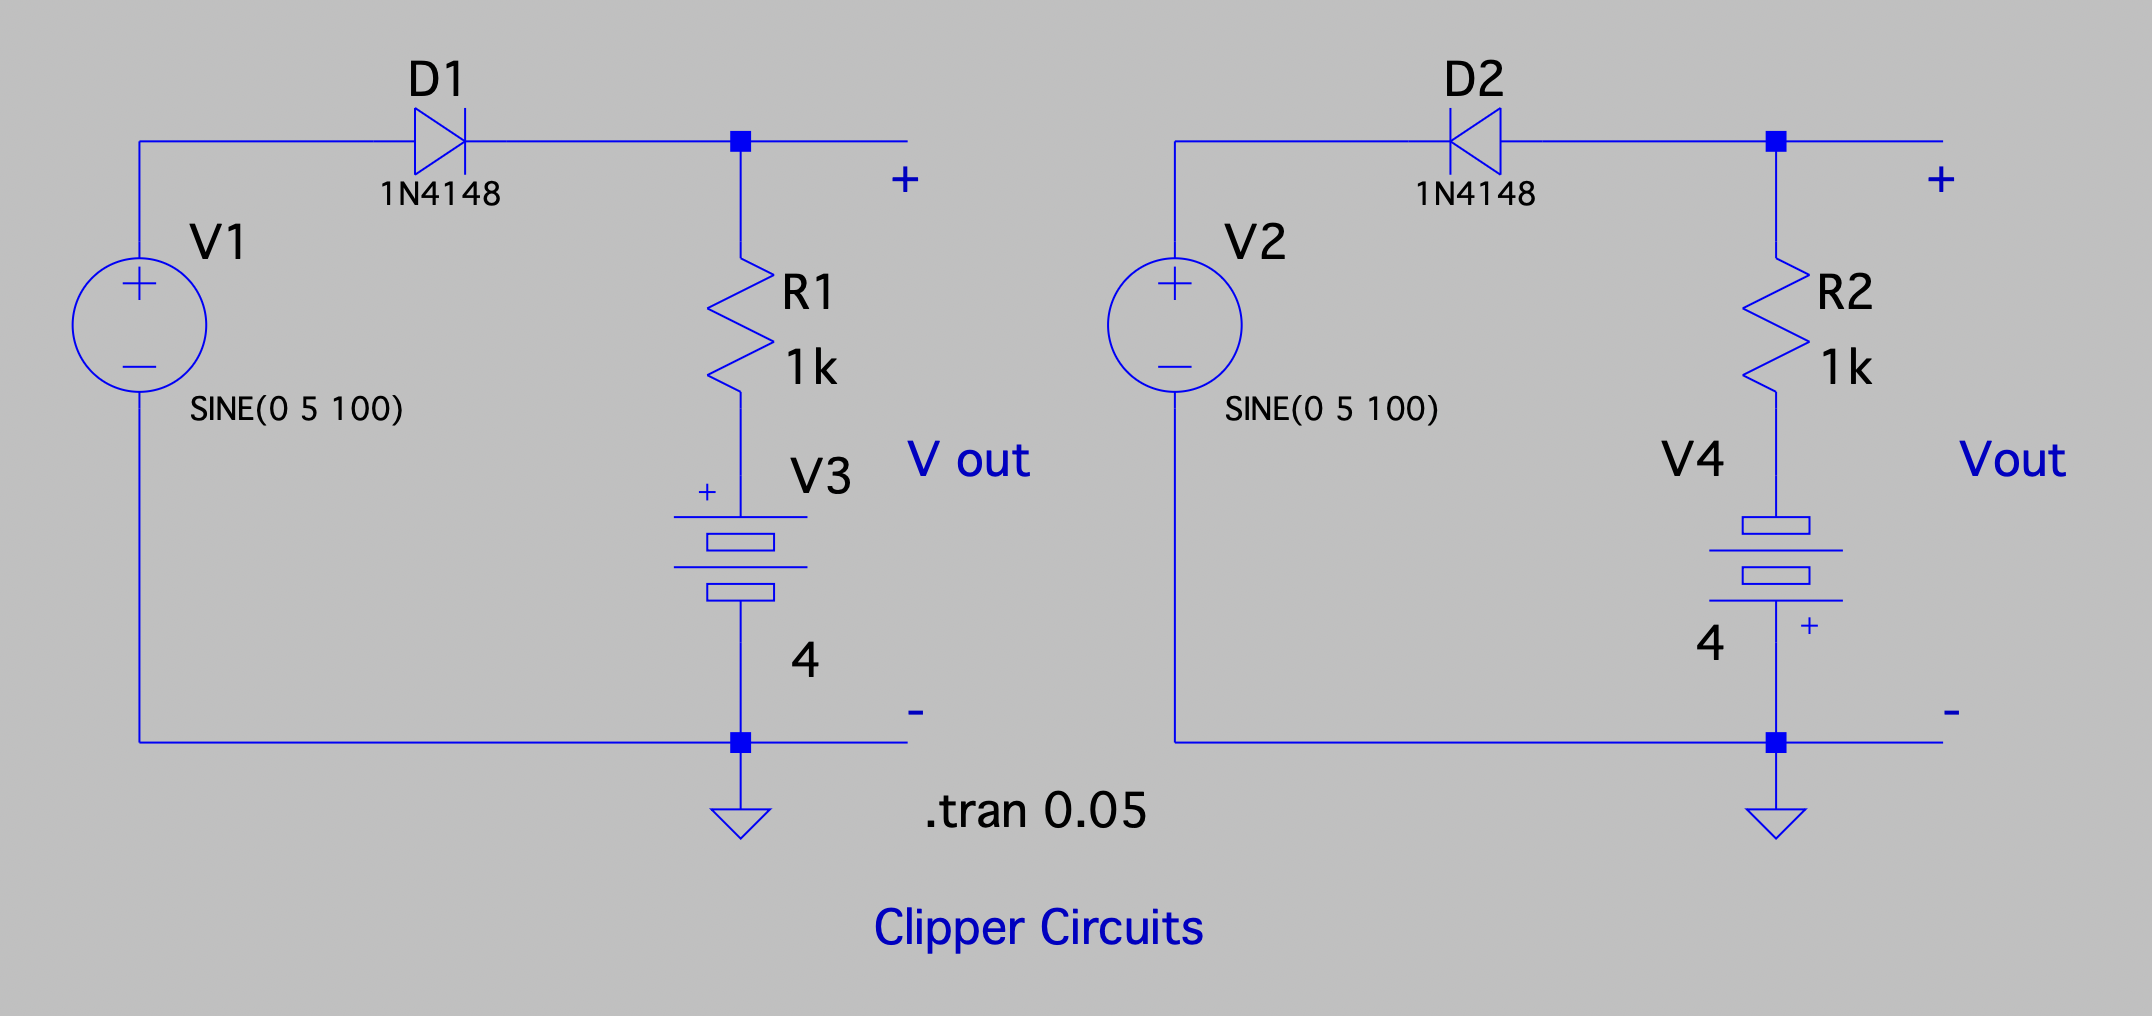 D1
1N4148
+
V1
SINE(0 5 100)
R1
1k
V3
+
4
V out
-
D2
1N4148
+
V2
SINE(0 5 100)
R2
1k
V4
4
+
Vout
-
.tran 0.05
Clipper Circuits